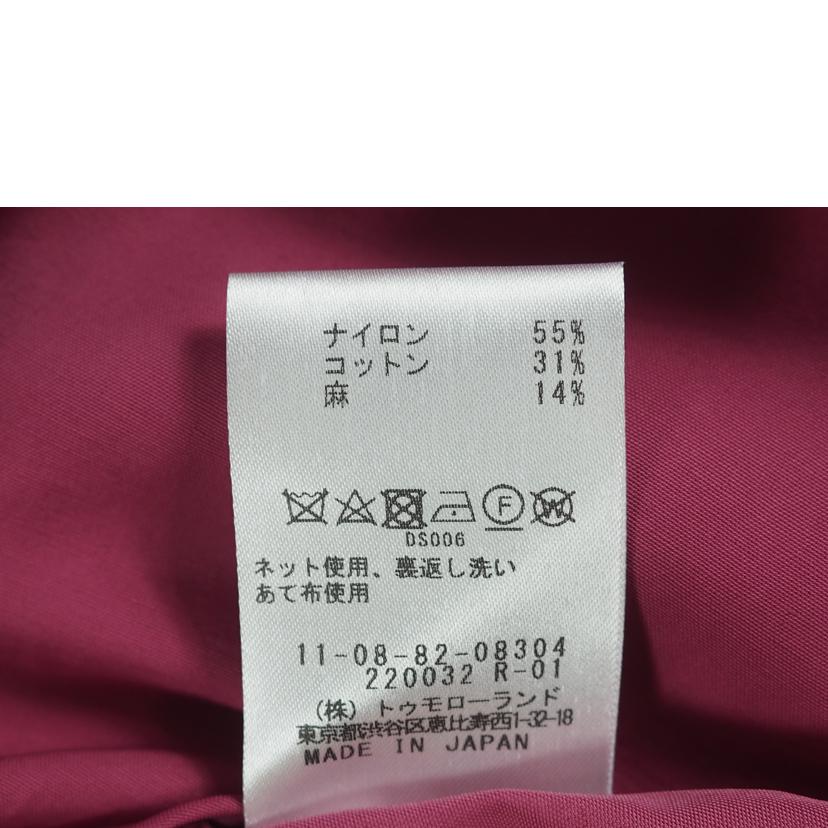 ナイロン 55%
コットン 31%
麻 14%
F W
DS006
ネット使用、裏返し洗い
あて布使用
11-08-82-08304
220032 R-01
(株) トゥモローランド
東京都渋谷区恵比寿西1-32-18
MADE IN JAPAN